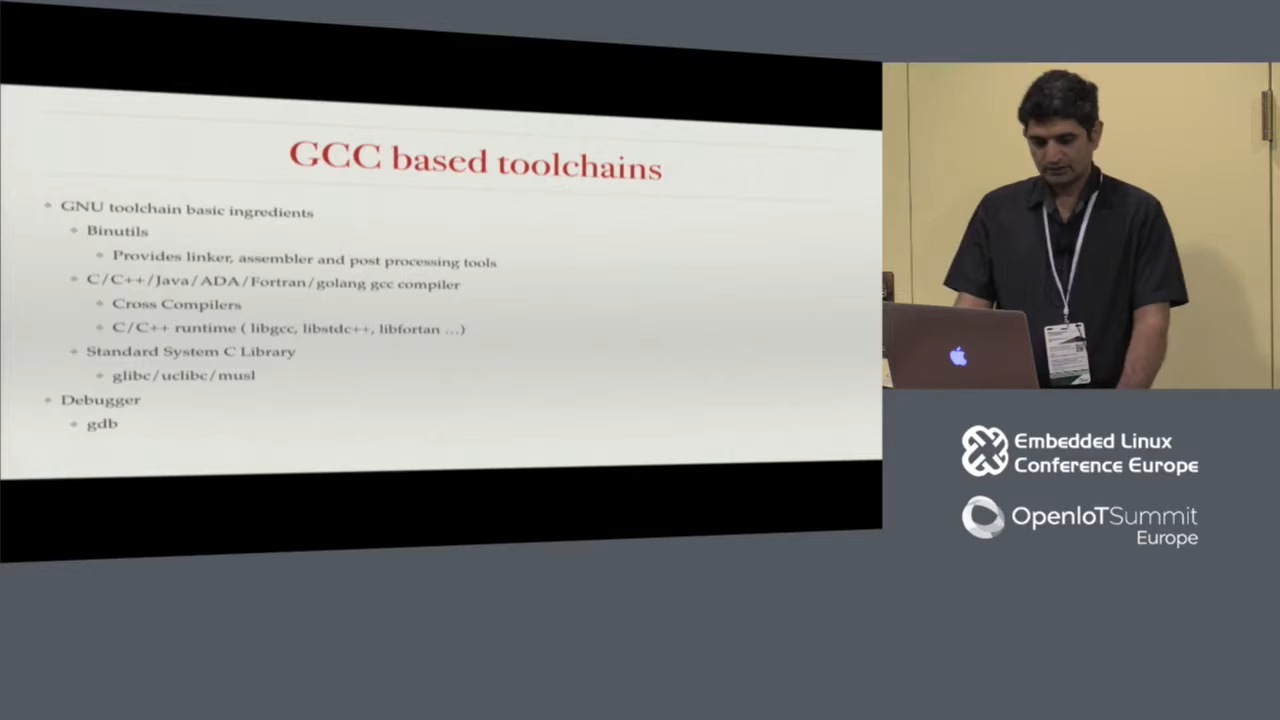 GCC based toolchains
GNU toolchain basic ingredients
Binutils
Provides linker, assembler and post processing tools
C/C++/Java/ADA/Fortran/golang gcc compiler
Cross Compilers
C/C++ runtime ( libgcc, libstdc++, libfortan ...)
Standard System C Library
glibc/uclibc/musl
Debugger
gdb
Embedded Linux
Conference Europe
OpenIoTSummit
Europe